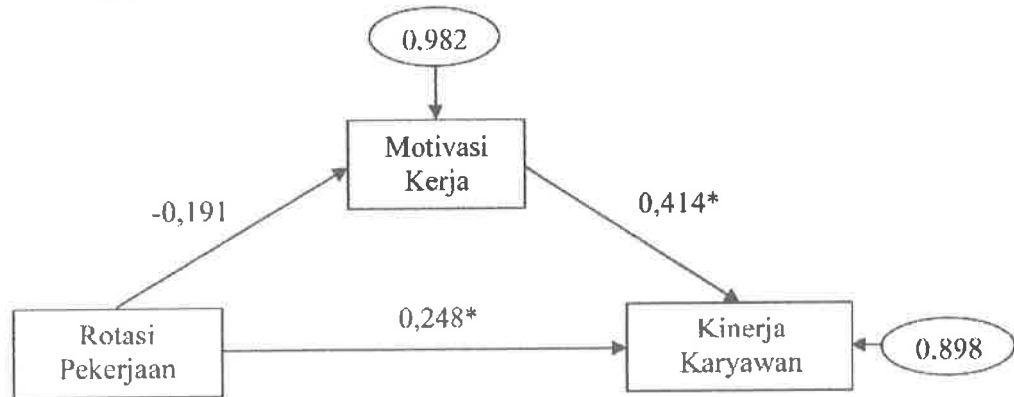 0.982
Motivasi
Kerja
-0,191
0,414*
Rotasi
Pekerjaan
0,248*
Kinerja
Karyawan
0.898